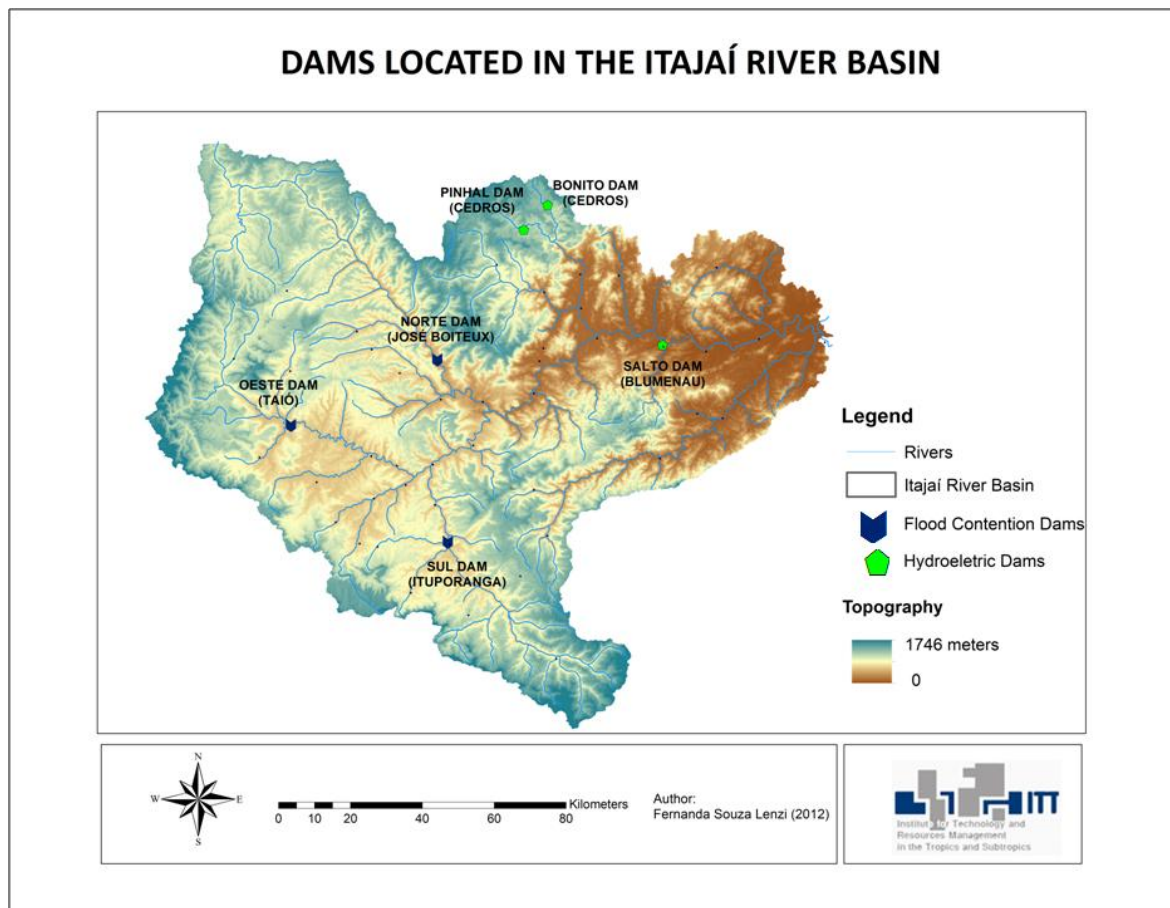 DAMS LOCATED IN THE ITAJAÍ RIVER BASIN
PINHAL DAM
(CEDROS)
BONITO DAM
(CEDROS)
NORTE DAM
(JOSÉ BOITEUX)
SALTO DAM
(BLUMENAU)
OESTE DAM
(TAIÓ)
SUL DAM
(ITUPORANGA)
Legend
Rivers
Itajaí River Basin
Flood Contention Dams
Hydroeletric Dams
Topography
1746 meters
0
N
W E
S
Kilometers
0 10 20 40 60 80
Author:
Fernanda Souza Lenzi (2012)
ITT
Institute for Technology and
Resources Management
in the Tropics and Subtropics